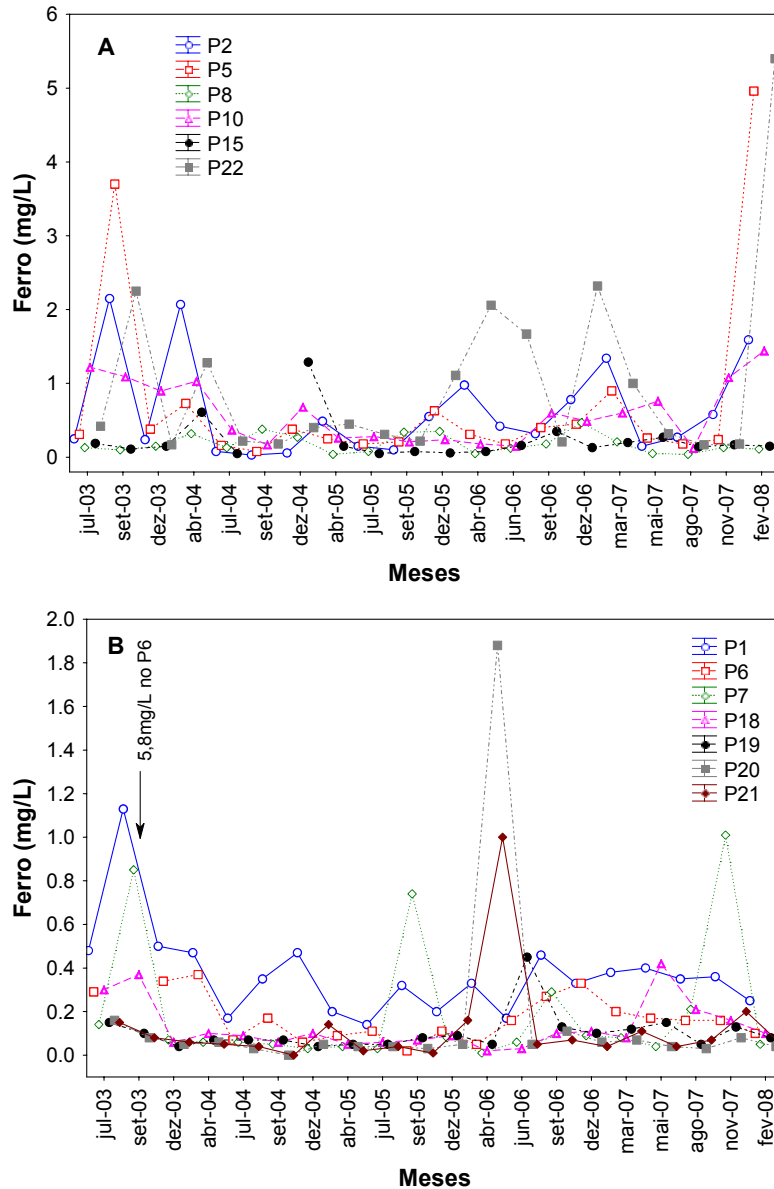 A
P2
P5
P8
P10
P15
P22
Ferro (mg/L)
6
5
4
3
2
1
0
jul-03
set-03
dez-03
abr-04
jul-04
set-04
dez-04
abr-05
jul-05
set-05
dez-05
abr-06
jun-06
set-06
dez-06
mar-07
mai-07
ago-07
nov-07
fev-08
Meses
B
5,8mg/L no P6
P1
P6
P7
P18
P19
P20
P21
Ferro (mg/L)
2.0
1.8
1.6
1.4
1.2
1.0
0.8
0.6
0.4
0.2
0.0
jul-03
set-03
dez-03
abr-04
jul-04
set-04
dez-04
abr-05
jul-05
set-05
dez-05
abr-06
jun-06
set-06
dez-06
mar-07
mai-07
ago-07
nov-07
fev-08
Meses